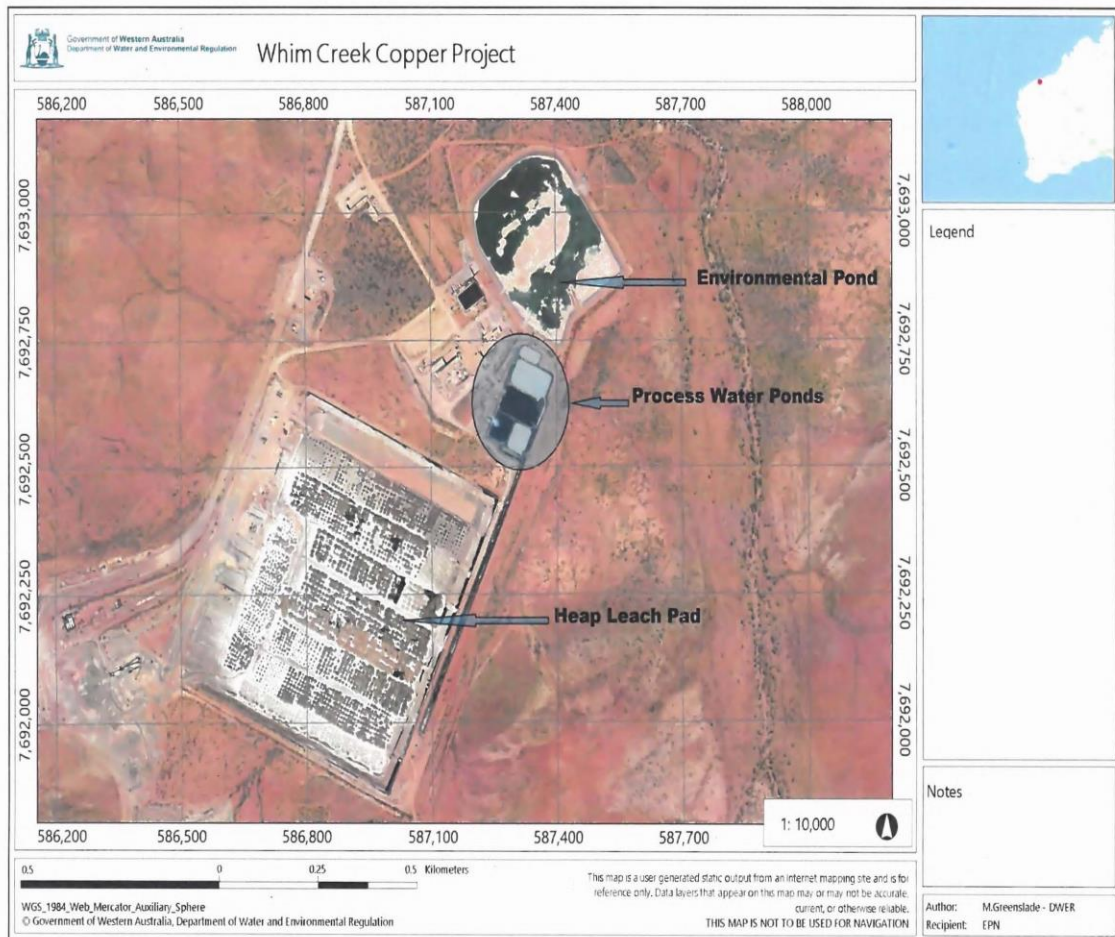 Government of Western Australia
Department of Water and Environmental Regulation
Whim Creek Copper Project
586,200 586,500 586,800 587,100 587,400 587,700 588,000
7,693,000
7,692,750
7,692,500
7,692,250
7,692,000
Environmental Pond
Process Water Ponds
Heap Leach Pad
7,693,000
7,692,750
7,692,500
7,692,250
7,692,000
1: 10,000
586,200 586,500 586,800 587,100 587,400 587,700
Legend
Notes
0.5 0 0.25 0.5 Kilometers
WGS_1984_Web_Mercator_Auxiliary_Sphere
© Government of Western Australia, Department of Water and Environmental Regulation
This map is a user generated static output from an Internet mapping site and is for
reference only. Data layers that appear on this map may or may not be accurate,
current, or otherwise reliable.
THIS MAP IS NOT TO BE USED FOR NAVIGATION
Author: M.Greenslade - DWER
Recipient: EPN